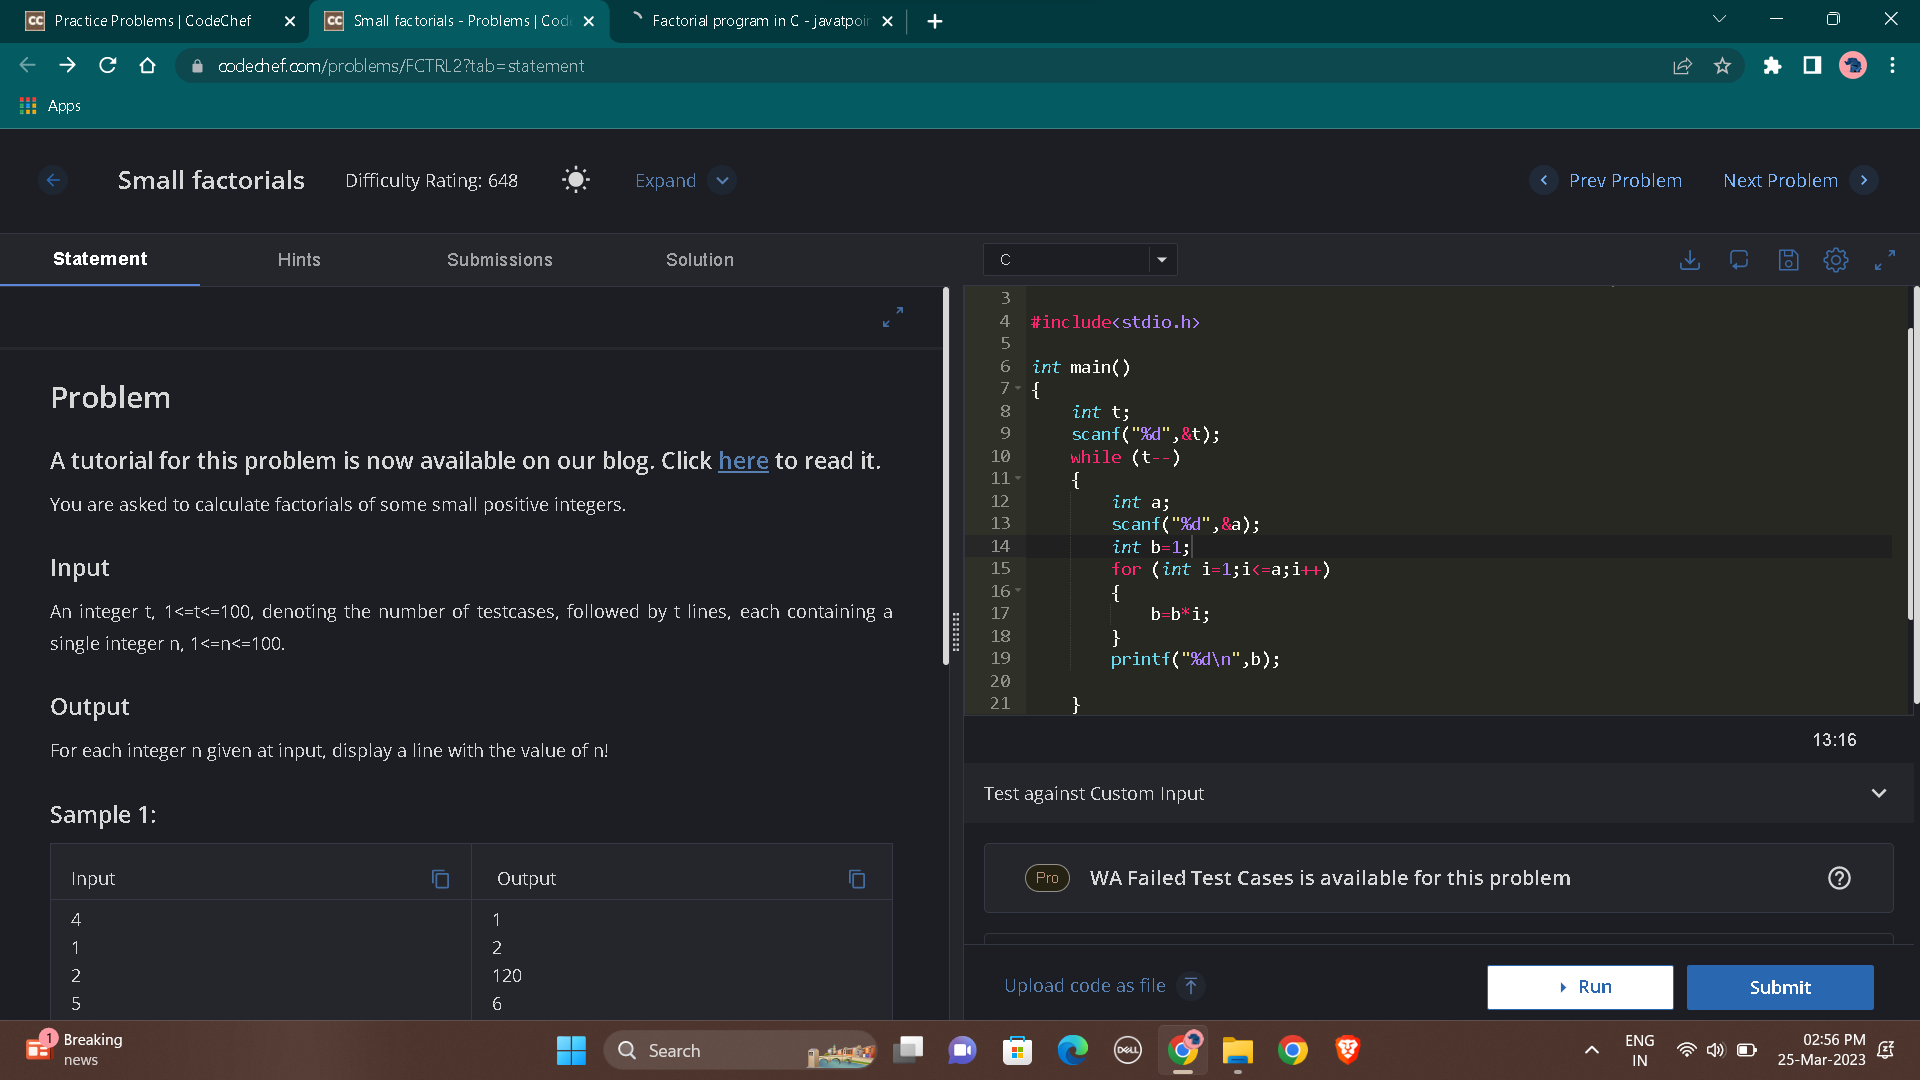 Practice Problems | CodeChef
Small factorials - Problems | Cod
Factorial program in C - javatpoin
codechef.com/problems/FCTRL2?tab=statement
Apps
Small factorials
Difficulty Rating: 648
Expand
Prev Problem
Next Problem
Statement
Hints
Submissions
Solution
C
Problem
A tutorial for this problem is now available on our blog. Click here to read it.
You are asked to calculate factorials of some small positive integers.
Input
An integer t, 1<=t<=100, denoting the number of testcases, followed by t lines, each containing a
single integer n, 1<=n<=100.
Output
For each integer n given at input, display a line with the value of n!
Sample 1:
Input
Output
4
1
2
5
1
2
120
6
3
4 #include<stdio.h>
5
6 int main()
7 {
8 int t;
9 scanf("%d",&t);
10 while (t--)
11 {
12 int a;
13 scanf("%d",&a);
14 int b=1;
15 for (int i=1;i<=a;i++)
16 {
17 b=b*i;
18 }
19 printf("%d\n",b);
20
21 }
13:16
Test against Custom Input
Pro WA Failed Test Cases is available for this problem
Upload code as file
Run
Submit
1
Breaking
news
Search
DELL
ENG
IN
02:56 PM
25-Mar-2023